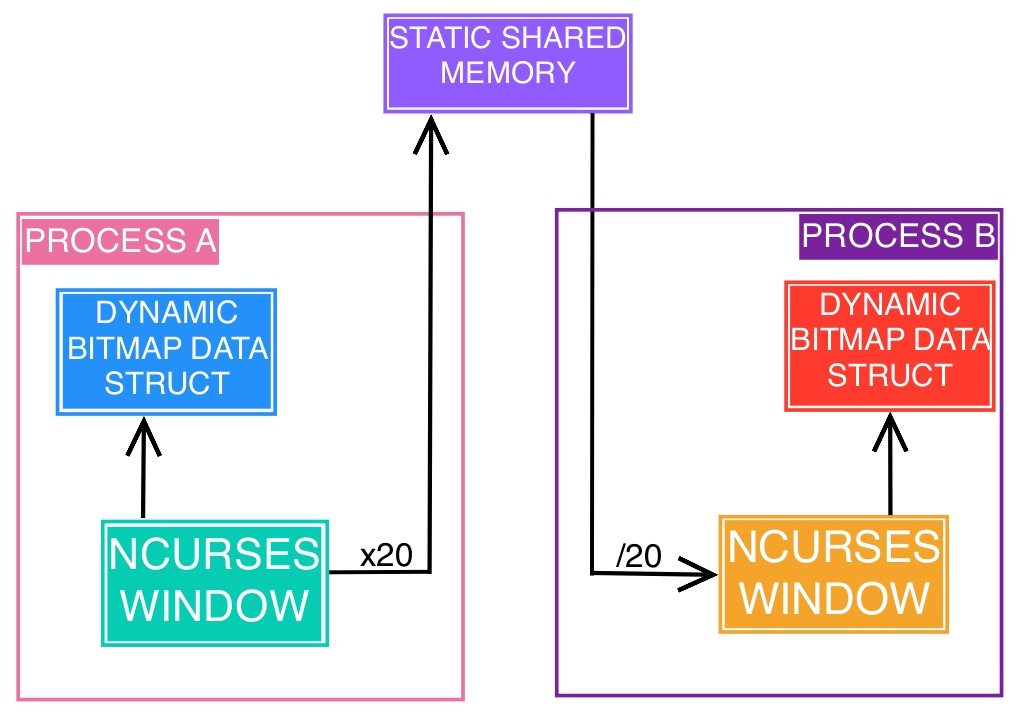 STATIC SHARED
MEMORY
PROCESS A
DYNAMIC
BITMAP DATA
STRUCT
NCURSES
WINDOW
x20
PROCESS B
DYNAMIC
BITMAP DATA
STRUCT
/20
NCURSES
WINDOW